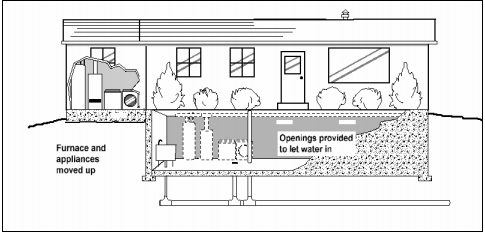 Furnace and
appliances
moved up
Openings provided
to let water in